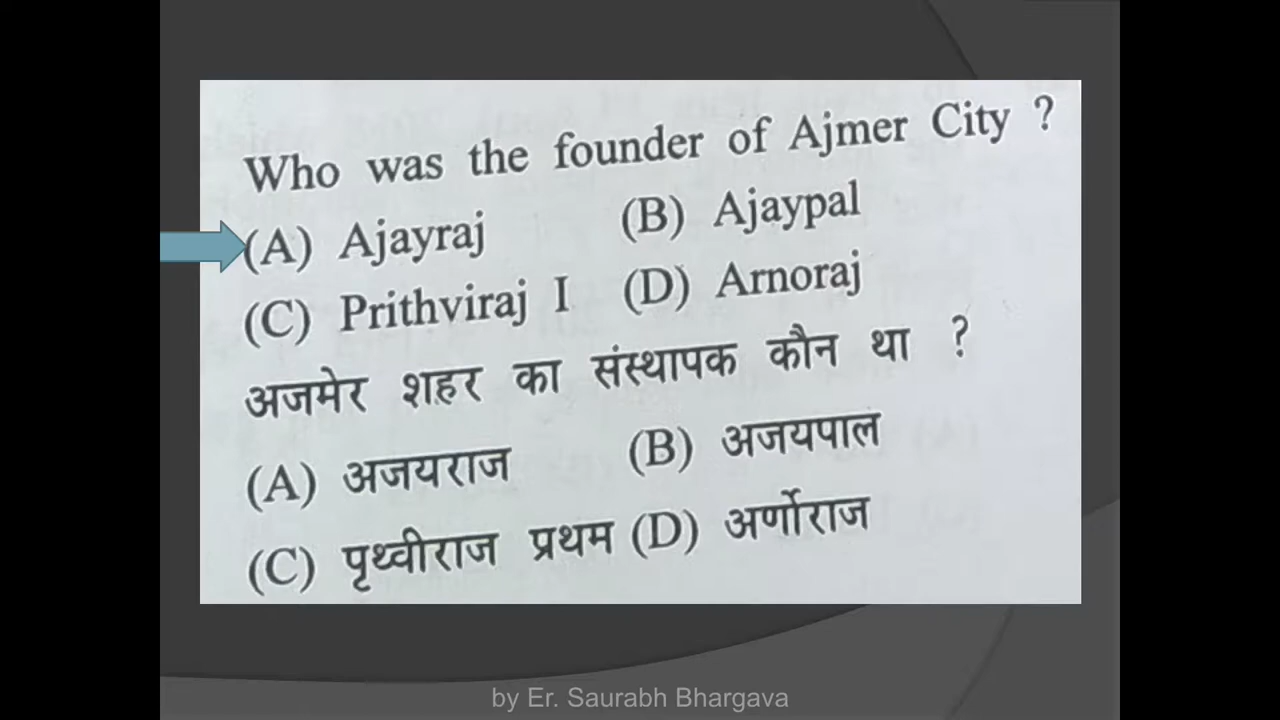 Who was the founder of Ajmer City ?
(A) Ajayraj (B) Ajaypal
(C) Prithviraj I (D) Arnoraj
अजमेर शहर का संस्थापक कौन था ?
(A) अजयराज (B) अजयपाल
(C) पृथ्वीराज प्रथम (D) अर्णोराज
by Er. Saurabh Bhargava